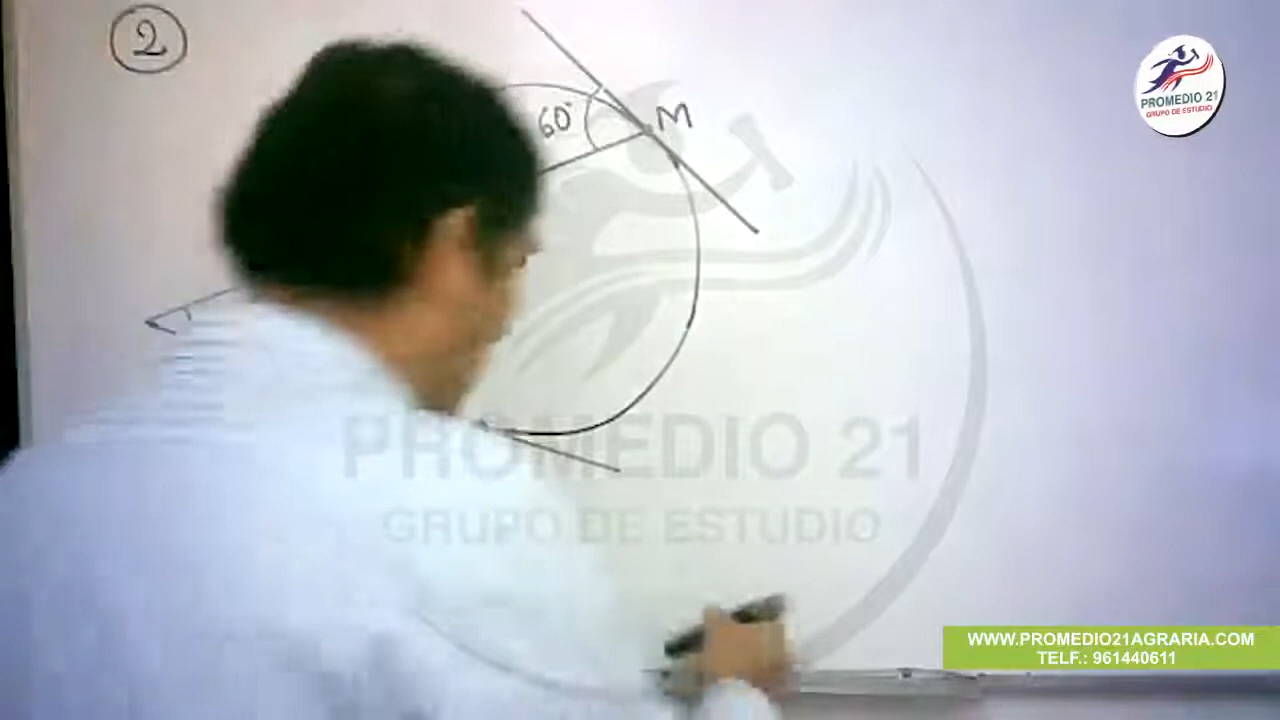 2
60°
M
PROMEDIO 21
GRUPO DE ESTUDIO
PROMEDIO 21
GRUPO DE ESTUDIO
WWW.PROMEDIO21AGRARIA.COM
TELF.: 961440611